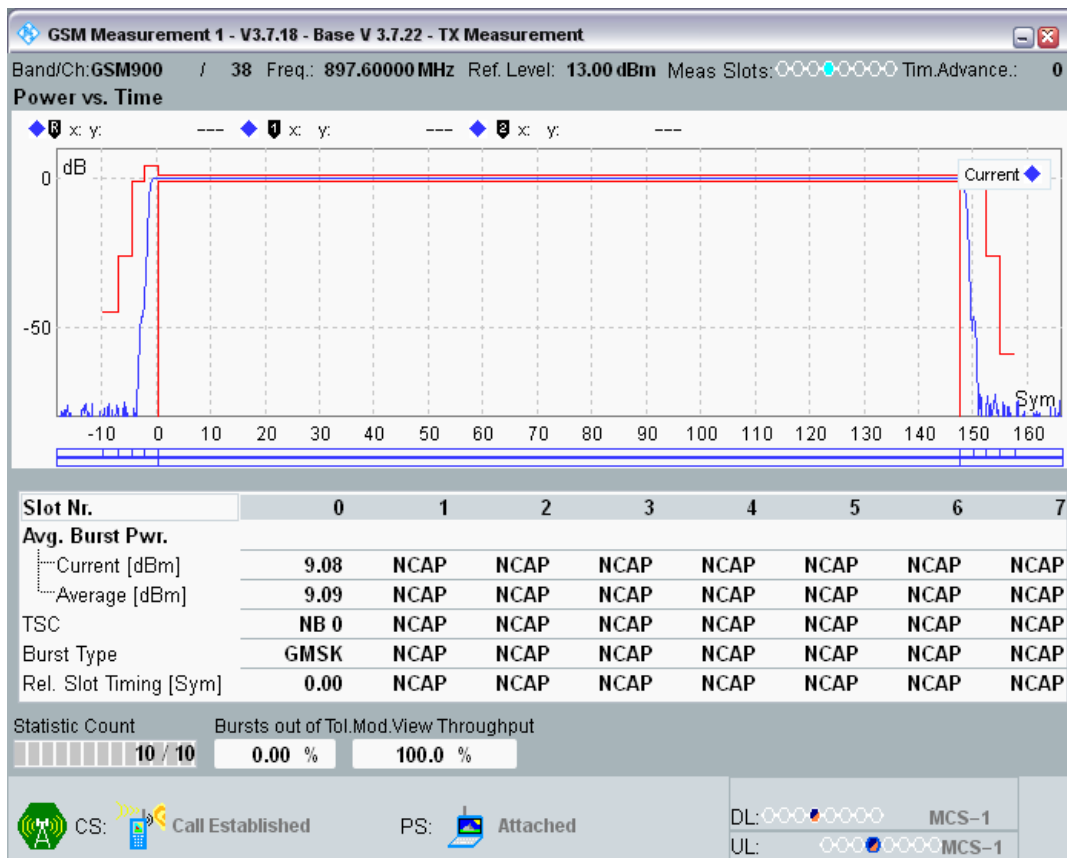 GSM Measurement 1 - V3.7.18 - Base V 3.7.22 - TX Measurement
Band/Ch:GSM900 / 38 Freq.: 897.60000 MHz Ref. Level: 13.00 dBm Meas Slots: Tim.Advance.: 0
Power vs. Time
R x: y: --- 1 x: y: --- 2 x: y: ---
dB
Current
0
-50
Sym
-10 0 10 20 30 40 50 60 70 80 90 100 110 120 130 140 150 160
Slot Nr. 0 1 2 3 4 5 6 7
Avg. Burst Pwr.
Current [dBm] 9.08 NCAP NCAP NCAP NCAP NCAP NCAP NCAP
Average [dBm] 9.09 NCAP NCAP NCAP NCAP NCAP NCAP NCAP
TSC NB 0 NCAP NCAP NCAP NCAP NCAP NCAP NCAP
Burst Type GMSK NCAP NCAP NCAP NCAP NCAP NCAP NCAP
Rel. Slot Timing [Sym] 0.00 NCAP NCAP NCAP NCAP NCAP NCAP NCAP
Statistic Count Bursts out of Tol.Mod.View Throughput
10 / 10 0.00 % 100.0 %
CS: Call Established PS: Attached
DL: MCS-1
UL: MCS-1